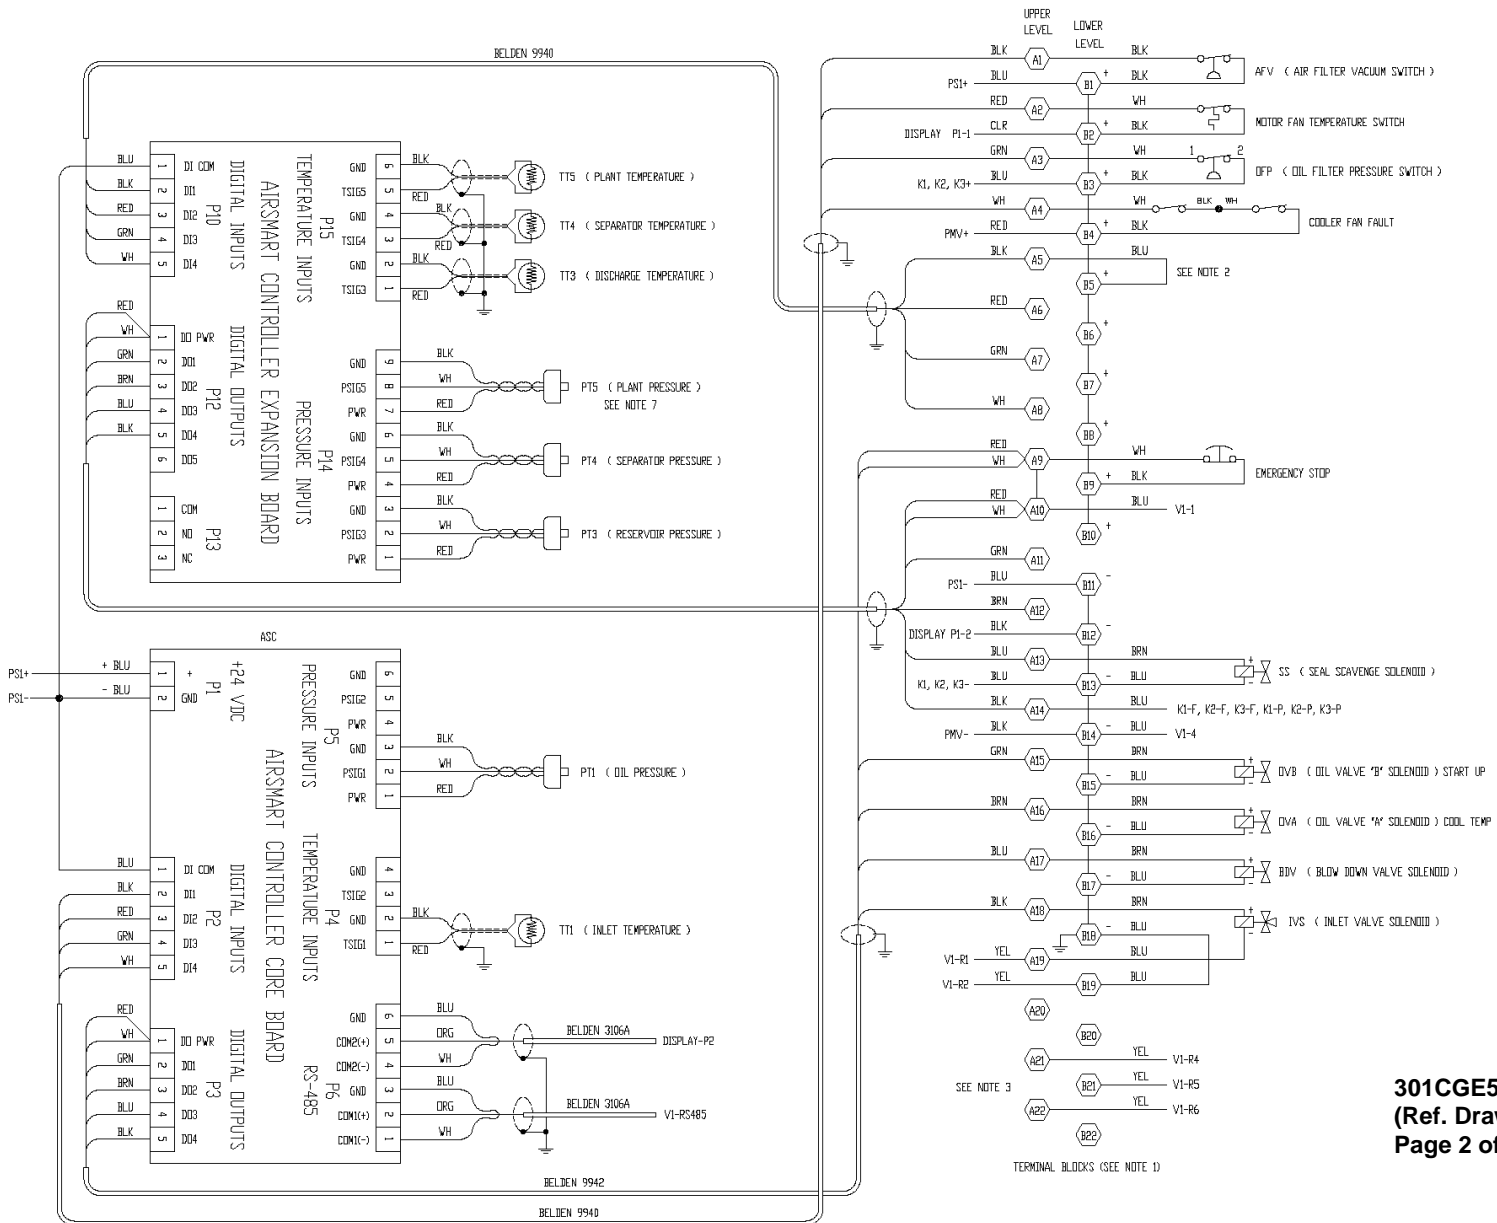 BELDEN 9940
UPPER
LEVEL
LOWER
LEVEL
BLU
BLK
RED
GRN
WH
1 DI COM
2 DI1
3 DI2
4 DI3
5 DI4
P10
DIGITAL INPUTS
RED
WH
GRN
BRN
BLU
BLK
1 DO PWR
2 DO1
3 DO2
4 DO3
5 DO4
6 DO5
P12
DIGITAL OUTPUTS
1 COM
2 NO
3 NC
P13
AIRSMART CONTROLLER EXPANSION BOARD
TEMPERATURE INPUTS
P15
GND 6 BLK
TSIG5 5 RED
GND 4 BLK
TSIG4 3 RED
GND 2 BLK
TSIG3 1 RED
TT5 ( PLANT TEMPERATURE )
TT4 ( SEPARATOR TEMPERATURE )
TT3 ( DISCHARGE TEMPERATURE )
PRESSURE INPUTS
P14
GND 9 BLK
PSIG5 8 WH
PWR 7 RED
GND 6 BLK
PSIG4 5 WH
PWR 4 RED
GND 3 BLK
PSIG3 2 WH
PWR 1 RED
PT5 ( PLANT PRESSURE )
SEE NOTE 7
PT4 ( SEPARATOR PRESSURE )
PT3 ( RESERVOIR PRESSURE )
ASC
PS1+ + BLU 1 +
PS1- - BLU 2 GND
P1
+24 VDC
AIRSMART CONTROLLER CORE BOARD
PRESSURE INPUTS
P5
GND 6
PSIG2 5
PWR 4
GND 3 BLK
PSIG1 2 WH
PWR 1 RED
PT1 ( OIL PRESSURE )
BLU
BLK
RED
GRN
WH
1 DI COM
2 DI1
3 DI2
4 DI3
5 DI4
P2
DIGITAL INPUTS
TEMPERATURE INPUTS
P4
GND 4
TSIG2 3
GND 2 BLK
TSIG1 1 RED
TT1 ( INLET TEMPERATURE )
RED
WH
GRN
BRN
BLU
BLK
1 DO PWR
2 DO1
3 DO2
4 DO3
5 DO4
P3
DIGITAL OUTPUTS
RS-485
P6
GND 6 BLU
COM2(+) 5 ORG
COM2(-) 4 WH
GND 3 BLU
COM1(+) 2 ORG
COM1(-) 1 WH
BELDEN 3106A DISPLAY-P2
BELDEN 3106A V1-RS485
BELDEN 9942
BELDEN 9940
BLK A1 BLK
PS1+ BLU B1 + BLK
AFV ( AIR FILTER VACUUM SWITCH )
RED A2 WH
DISPLAY P1-1 CLR B2 + BLK
MOTOR FAN TEMPERATURE SWITCH
GRN A3 WH 1 2
K1, K2, K3+ BLU B3 + BLK
OFP ( OIL FILTER PRESSURE SWITCH )
WH A4 WH BLK WH
PMV+ RED B4 + BLK
COOLER FAN FAULT
BLK A5 BLU
B5 +
SEE NOTE 2
RED A6
B6 +
GRN A7
B7 +
WH A8
B8 +
RED
WH A9 WH
B9 + BLK
EMERGENCY STOP
RED
WH A10 BLU V1-1
B10 +
GRN A11
PS1- BLU B11 -
BRN A12
DISPLAY P1-2 BLK B12 -
BLU A13 BRN +
K1, K2, K3- BLU B13 - BLU -
SS ( SEAL SCAVENGE SOLENOID )
BLK A14 BLU K1-F, K2-F, K3-F, K1-P, K2-P, K3-P
PMV- BLK B14 - BLU V1-4
GRN A15 BRN +
B15 - BLU -
OVB ( OIL VALVE "B" SOLENOID ) START UP
BRN A16 BRN +
B16 - BLU -
OVA ( OIL VALVE "A" SOLENOID ) COOL TEMP
BLU A17 BRN +
B17 - BLU -
BDV ( BLOW DOWN VALVE SOLENOID )
BLK A18 BRN +
B18 - BLU -
IVS ( INLET VALVE SOLENOID )
V1-R1 YEL A19 BLU
V1-R2 YEL B19 BLU
A20
B20
A21 YEL V1-R4
SEE NOTE 3 B21 YEL V1-R5
A22 YEL V1-R6
B22
TERMINAL BLOCKS (SEE NOTE 1)
301CGE5
(Ref. Draw
Page 2 of